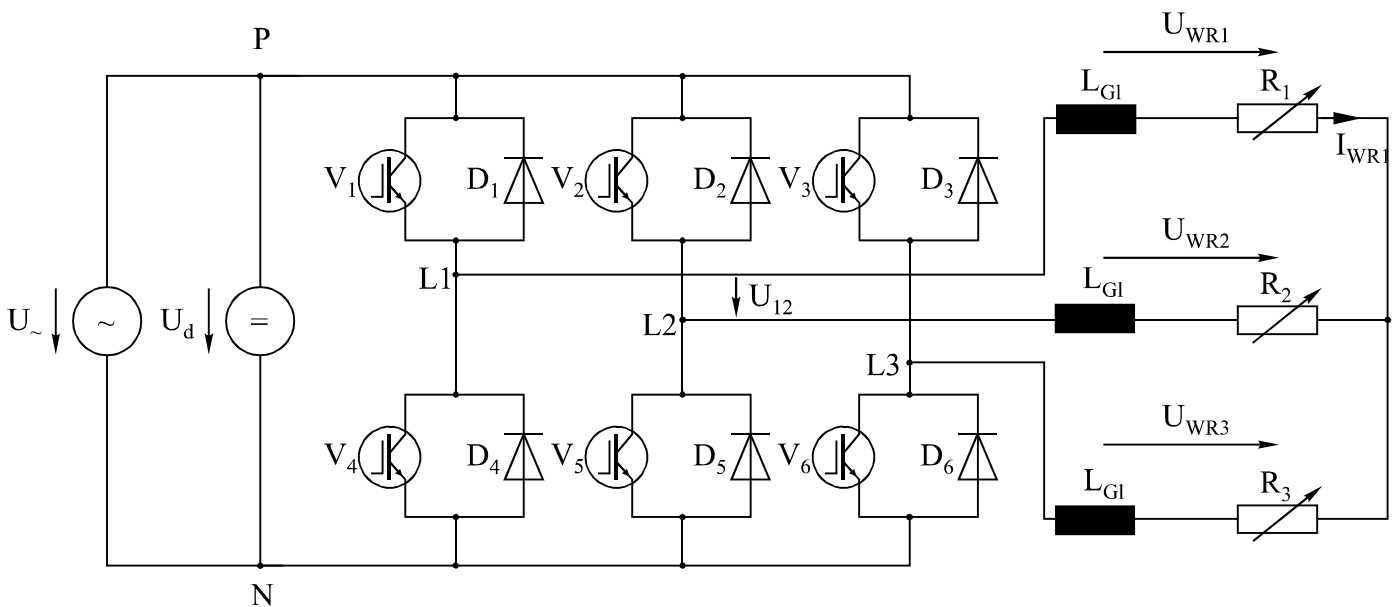 U_WR1
P
L_Gl
R_1
I_WR1
V_1
D_1
V_2
D_2
V_3
D_3
U_WR2
L1
U_12
L_Gl
R_2
U_~
~
U_d
=
L2
L3
U_WR3
V_4
D_4
V_5
D_5
V_6
D_6
L_Gl
R_3
N